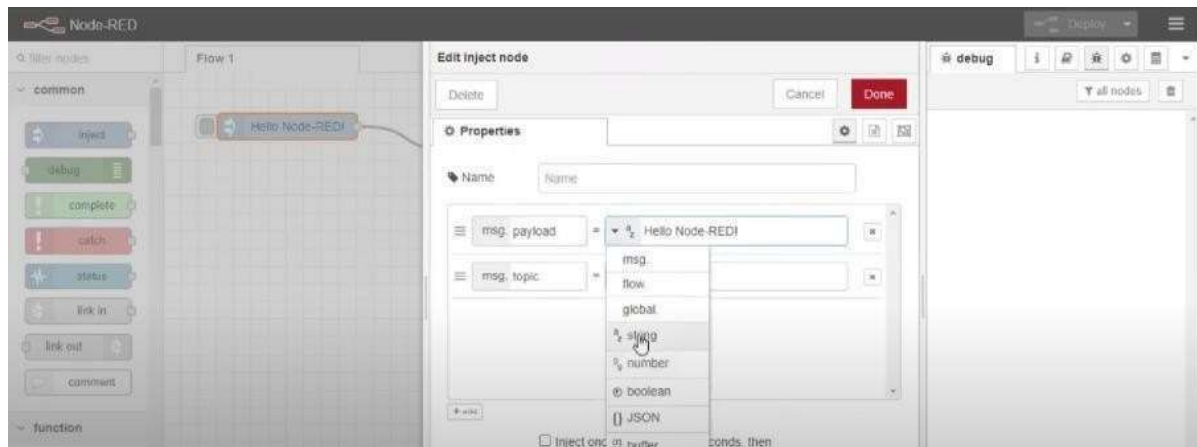 Node-RED
Deploy
filter nodes
Flow 1
Edit inject node
debug
i
all nodes
common
Delete
Cancel
Done
inject
Hello Node-RED!
Properties
debug
Name
Name
complete
msg. payload = Hello Node-RED!
catch
msg.
status
msg. topic =
flow.
link in
global.
string
link out
number
comment
boolean
{} JSON
add
function
Inject once
buffer
conds, then